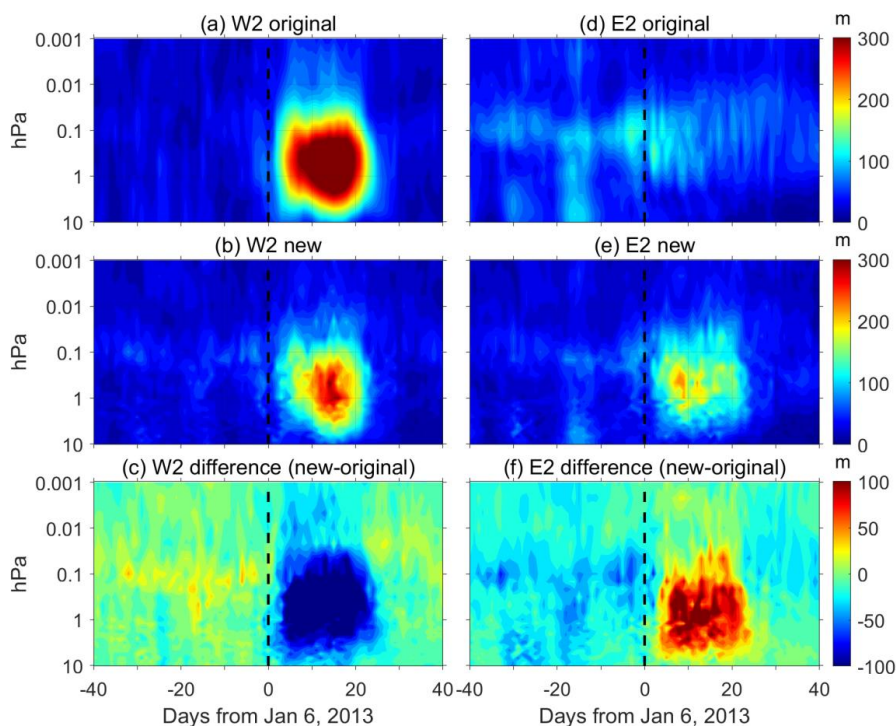 (a) W2 original
(d) E2 original
m
0.001
0.01
0.1
1
10
hPa
300
200
100
0
(b) W2 new
(e) E2 new
m
0.001
0.01
0.1
1
10
hPa
300
200
100
0
(c) W2 difference (new-original)
(f) E2 difference (new-original)
m
0.001
0.01
0.1
1
10
hPa
100
50
0
-50
-100
-40 -20 0 20 40
-40 -20 0 20 40
Days from Jan 6, 2013
Days from Jan 6, 2013